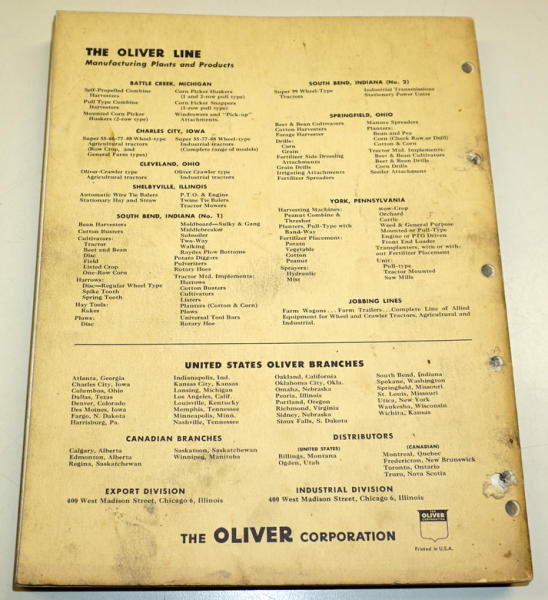 THE OLIVER LINE
Manufacturing Plants and Products
BATTLE CREEK, MICHIGAN
Self-Propelled Combine
Harvesters
Pull Type Combine
Harvesters
Mounted Corn Picker
Huskers (2-row type)
Corn Picker Huskers
(1 and 2-row pull type)
Corn Picker Snappers
(1-row pull type)
Windrowers and "Pick-up"
Attachments.
CHARLES CITY, IOWA
Super 55-66-77-88 Wheel-type
Agricultural tractors
(Row Crop, and
General Farm types)
Super 55-77-88 Wheel-type
Industrial tractors
(Complete range of models)
CLEVELAND, OHIO
Oliver-Crawler type
Agricultural tractors
Oliver Crawler type
Industrial tractors
SHELBYVILLE, ILLINOIS
Automatic Wire Tie Balers
Stationary Hay and Straw
P.T.O. & Engine
Twine Tie Balers
Tractor Mowers
SOUTH BEND, INDIANA (No. 1)
Bean Harvesters
Cotton Busters
Cultivators:
Tractor
Beet and Bean
Disc
Field
Listed Crop
One-Row Corn
Harrows:
Disc—Regular Wheel Type
Spike Tooth
Spring Tooth
Hay Tools:
Rakes
Plows:
Disc
Moldboard—Sulky & Gang
Middlebreaker
Subsoiler
Two-Way
Walking
Raydex Plow Bottoms
Potato Diggers
Pulverizers
Rotary Hoes
Tractor Mtd. Implements:
Harrows
Cotton Busters
Cultivators
Listers
Planters (Cotton & Corn)
Plows
Universal Tool Bars
Rotary Hoe
SOUTH BEND, INDIANA (No. 2)
Super 99 Wheel-Type
Tractors
Industrial Transmissions
Stationary Power Units
SPRINGFIELD, OHIO
Beet & Bean Cultivators
Cotton Harvesters
Forage Harvester
Drills:
Corn
Grain
Fertilizer Side Dressing
Attachments
Grain Drills
Irrigating Attachments
Fertilizer Spreaders
Manure Spreaders
Planters:
Bean and Pea
Corn (Check Row or Drill)
Cotton & Corn
Tractor Mtd. Implements:
Beet & Bean Cultivators
Beet & Bean Drills
Corn Drills
Seeder Attachment
YORK, PENNSYLVANIA
Harvesting Machines:
Peanut Combine &
Thresher
Planters, Pull-Type with
Band-Way
Fertilizer Placement:
Potato
Vegetable
Cotton
Peanut
Sprayers:
Hydraulic
Mist
Row-Crop
Orchard
Cattle
Weed & General Purpose
Mounted or Pull-Type
Engine or PTO Driven
Front End Loader
Transplanters, with or with-
out Fertilizer Placement
Unit:
Pull-type
Tractor Mounted
Saw Mills
JOBBING LINES
Farm Wagons . . . Farm Trailers . . . Complete Line of Allied
Equipment for Wheel and Crawler Tractors. Agricultural and
Industrial.
UNITED STATES OLIVER BRANCHES
Atlanta, Georgia
Charles City, Iowa
Columbus, Ohio
Dallas, Texas
Denver, Colorado
Des Moines, Iowa
Fargo, N. Dakota
Harrisburg, Pa.
Indianapolis, Ind.
Kansas City, Kansas
Lansing, Michigan
Los Angeles, Calif.
Louisville, Kentucky
Memphis, Tennessee
Minneapolis, Minn.
Nashville, Tennessee
Oakland, California
Oklahoma City, Okla.
Omaha, Nebraska
Peoria, Illinois
Portland, Oregon
Richmond, Virginia
Sidney, Nebraska
Sioux Falls, S. Dakota
South Bend, Indiana
Spokane, Washington
Springfield, Missouri
St. Louis, Missouri
Utica, New York
Waukesha, Wisconsin
Wichita, Kansas
CANADIAN BRANCHES
Calgary, Alberta
Edmonton, Alberta
Regina, Saskatchewan
Saskatoon, Saskatchewan
Winnipeg, Manitoba
DISTRIBUTORS
(UNITED STATES)
Billings, Montana
Ogden, Utah
(CANADIAN)
Montreal, Quebec
Fredericton, New Brunswick
Toronto, Ontario
Truro, Nova Scotia
EXPORT DIVISION
400 West Madison Street, Chicago 6, Illinois
INDUSTRIAL DIVISION
400 West Madison Street, Chicago 6, Illinois
THE OLIVER CORPORATION
THE
OLIVER
CORPORATION
Printed in U.S.A.